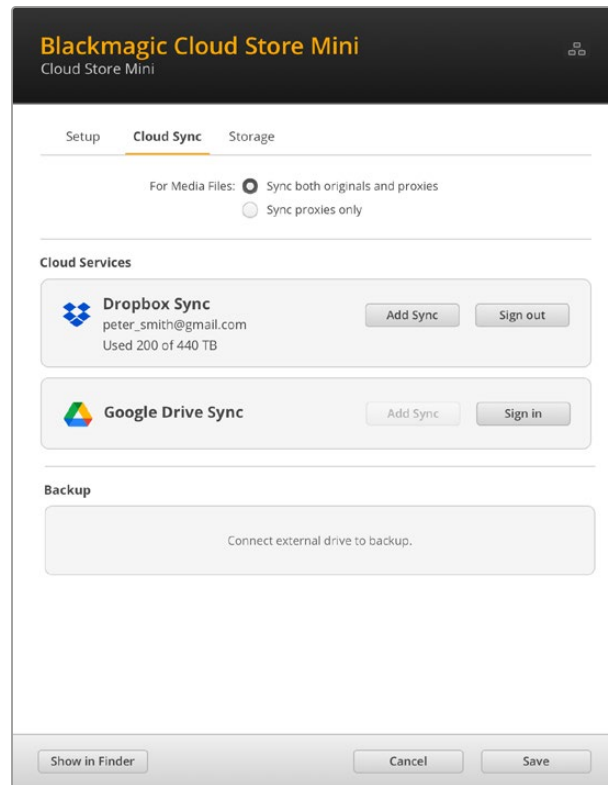 Blackmagic Cloud Store Mini
Cloud Store Mini
Setup Cloud Sync Storage
For Media Files: Sync both originals and proxies
Sync proxies only
Cloud Services
Dropbox Sync
peter_smith@gmail.com
Used 200 of 440 TB
Add Sync Sign out
Google Drive Sync Add Sync Sign in
Backup
Connect external drive to backup.
Show in Finder Cancel Save